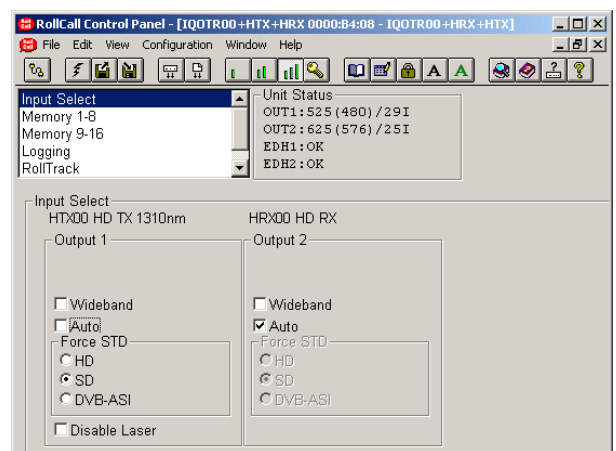 RollCall Control Panel - [IQOTR00+HTX+HRX 0000:B4:08 - IQOTR00+HRX+HTX]
File Edit View Configuration Window Help
A A
Input Select
Memory 1-8
Memory 9-16
Logging
RollTrack
Unit Status
OUT1:525(480)/29I
OUT2:625(576)/25I
EDH1:OK
EDH2:OK
Input Select
HTX00 HD TX 1310nm HRX00 HD RX
Output 1 Output 2
Wideband Wideband
Auto Auto
Force STD Force STD
HD HD
SD SD
DVB-ASI DVB-ASI
Disable Laser